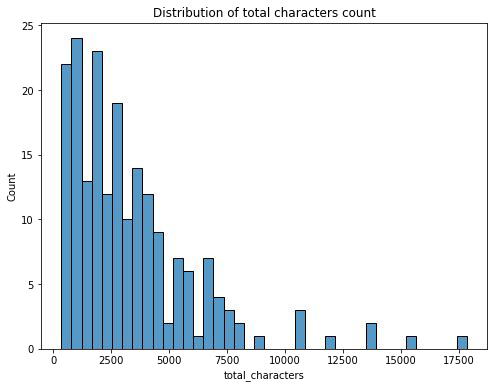 Distribution of total characters count
25
20
15
10
5
0
Count
0 2500 5000 7500 10000 12500 15000 17500
total_characters